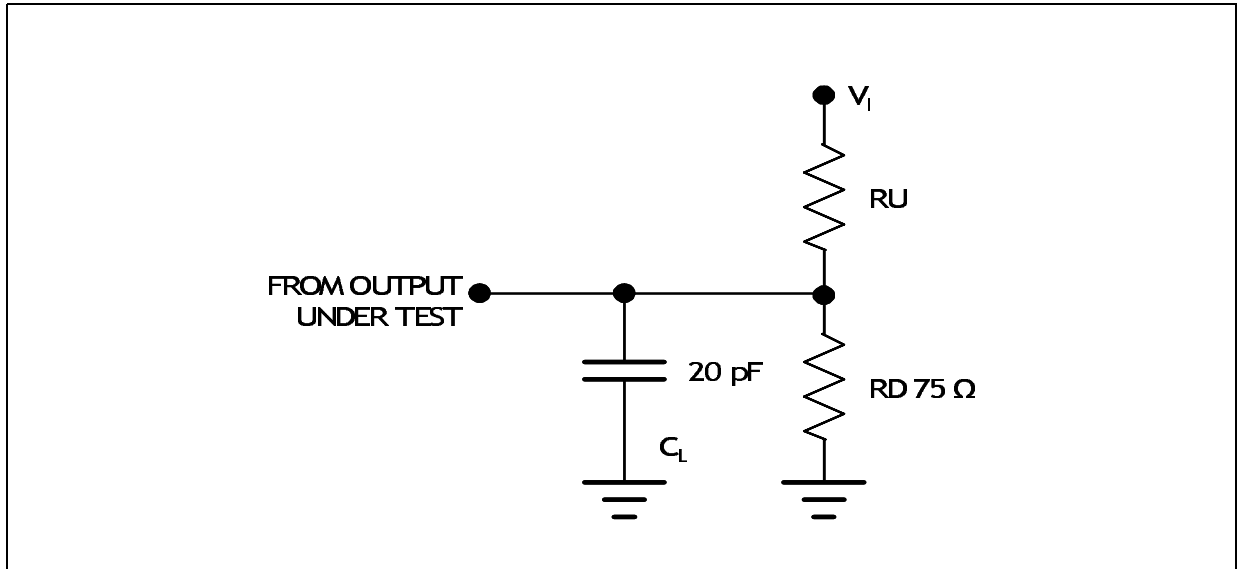 V_I
RU
FROM OUTPUT
UNDER TEST
20 pF
RD 75 Ω
C_L